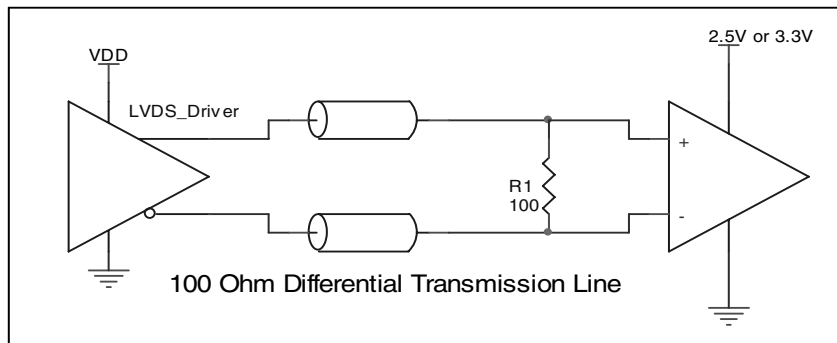 VDD
2.5V or 3.3V
LVDS_Driver
+
R1
100
-
100 Ohm Differential Transmission Line